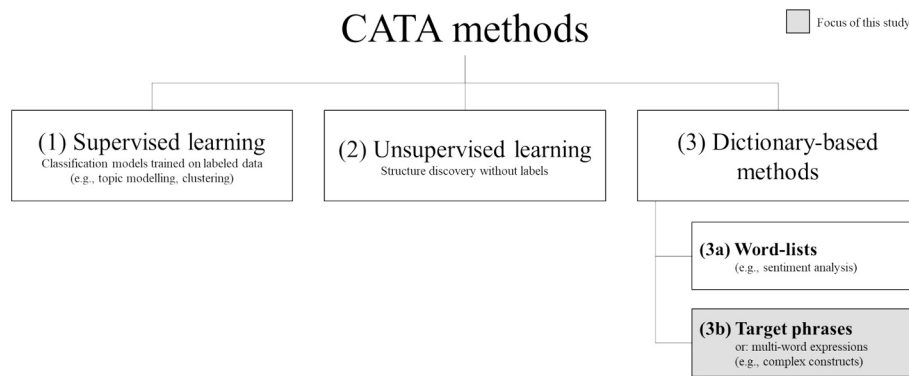 CATA methods
Focus of this study
(1) Supervised learning
Classification models trained on labeled data
(e.g., topic modelling, clustering)
(2) Unsupervised learning
Structure discovery without labels
(3) Dictionary-based
methods
(3a) Word-lists
(e.g., sentiment analysis)
(3b) Target phrases
or: multi-word expressions
(e.g., complex constructs)